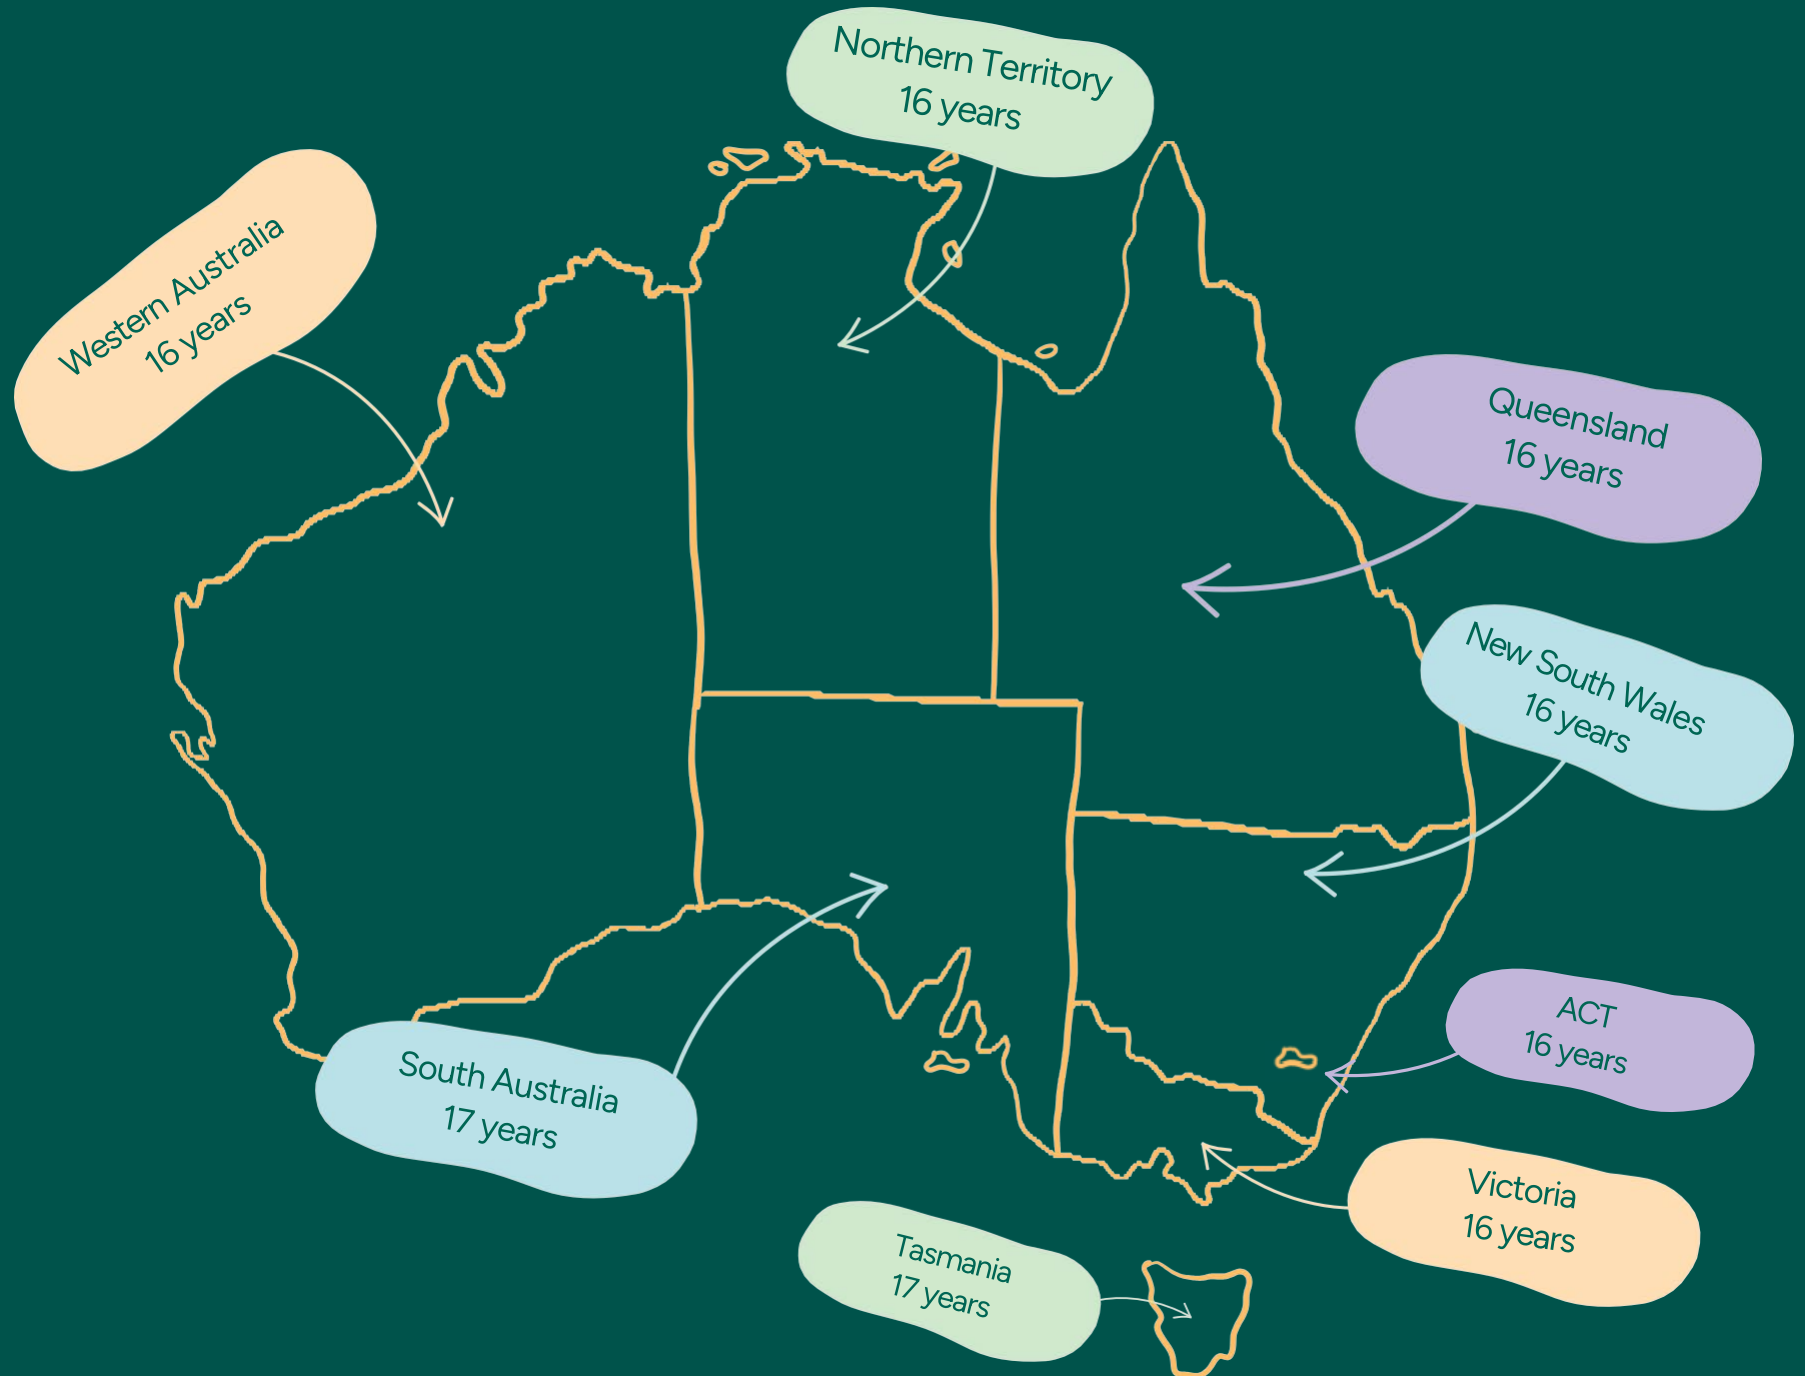 Northern Territory
16 years
Western Australia
16 years
Queensland
16 years
New South Wales
16 years
ACT
16 years
South Australia
17 years
Victoria
16 years
Tasmania
17 years